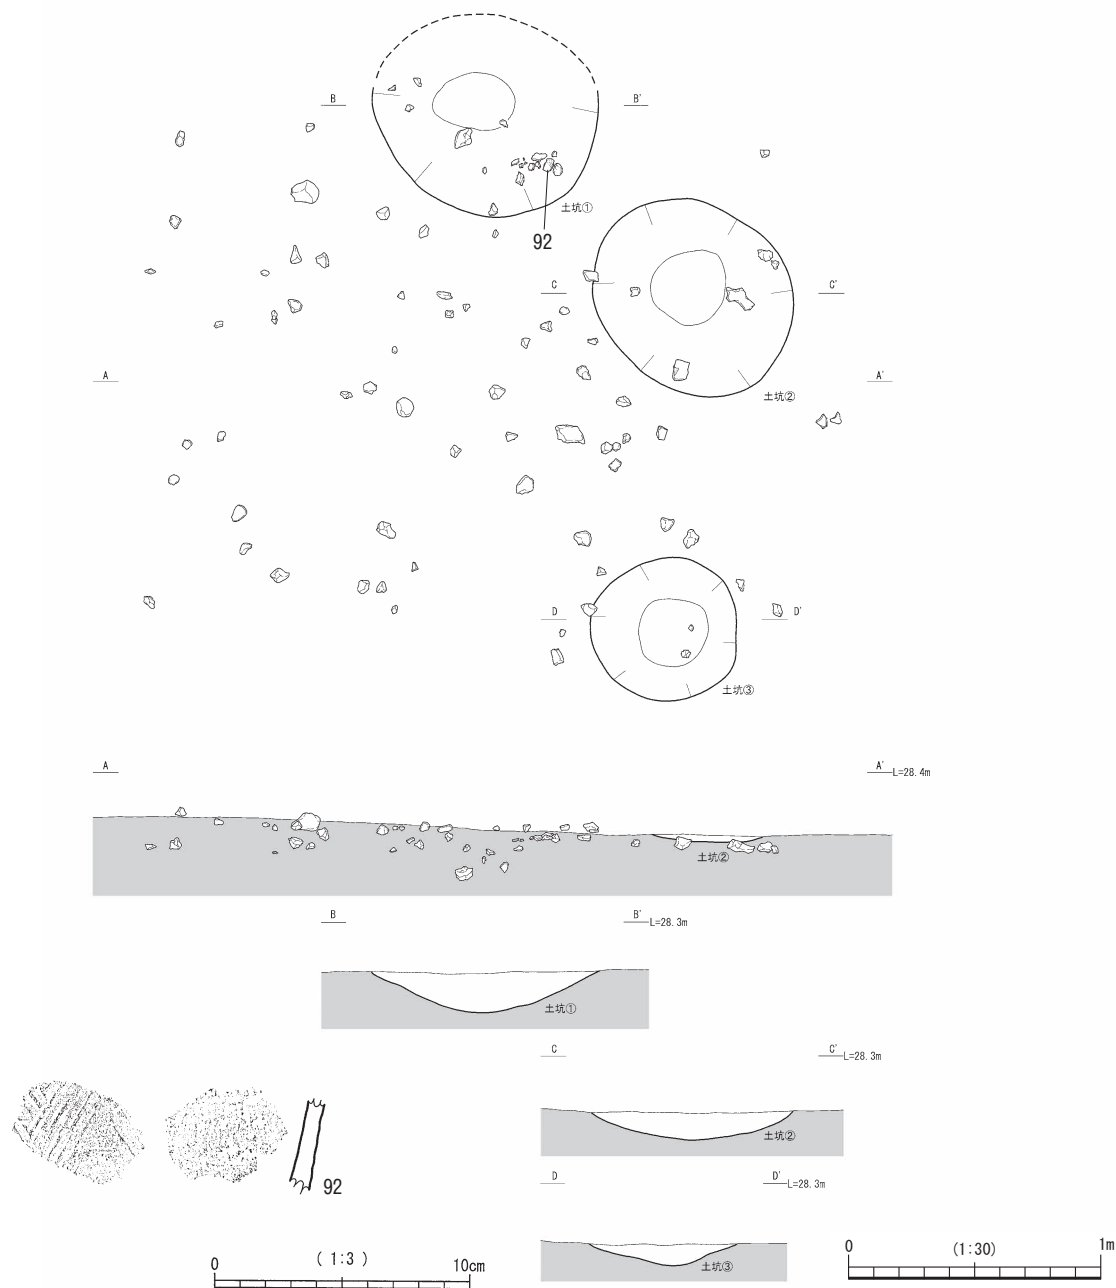 B B'
土坑①
92
C C'
A A'
土坑②
D D'
土坑③
A A' L=28.4m
土坑②
B B' L=28.3m
土坑①
C C' L=28.3m
土坑②
92
D D' L=28.3m
土坑③
0 (1:3) 10cm
0 (1:30) 1m